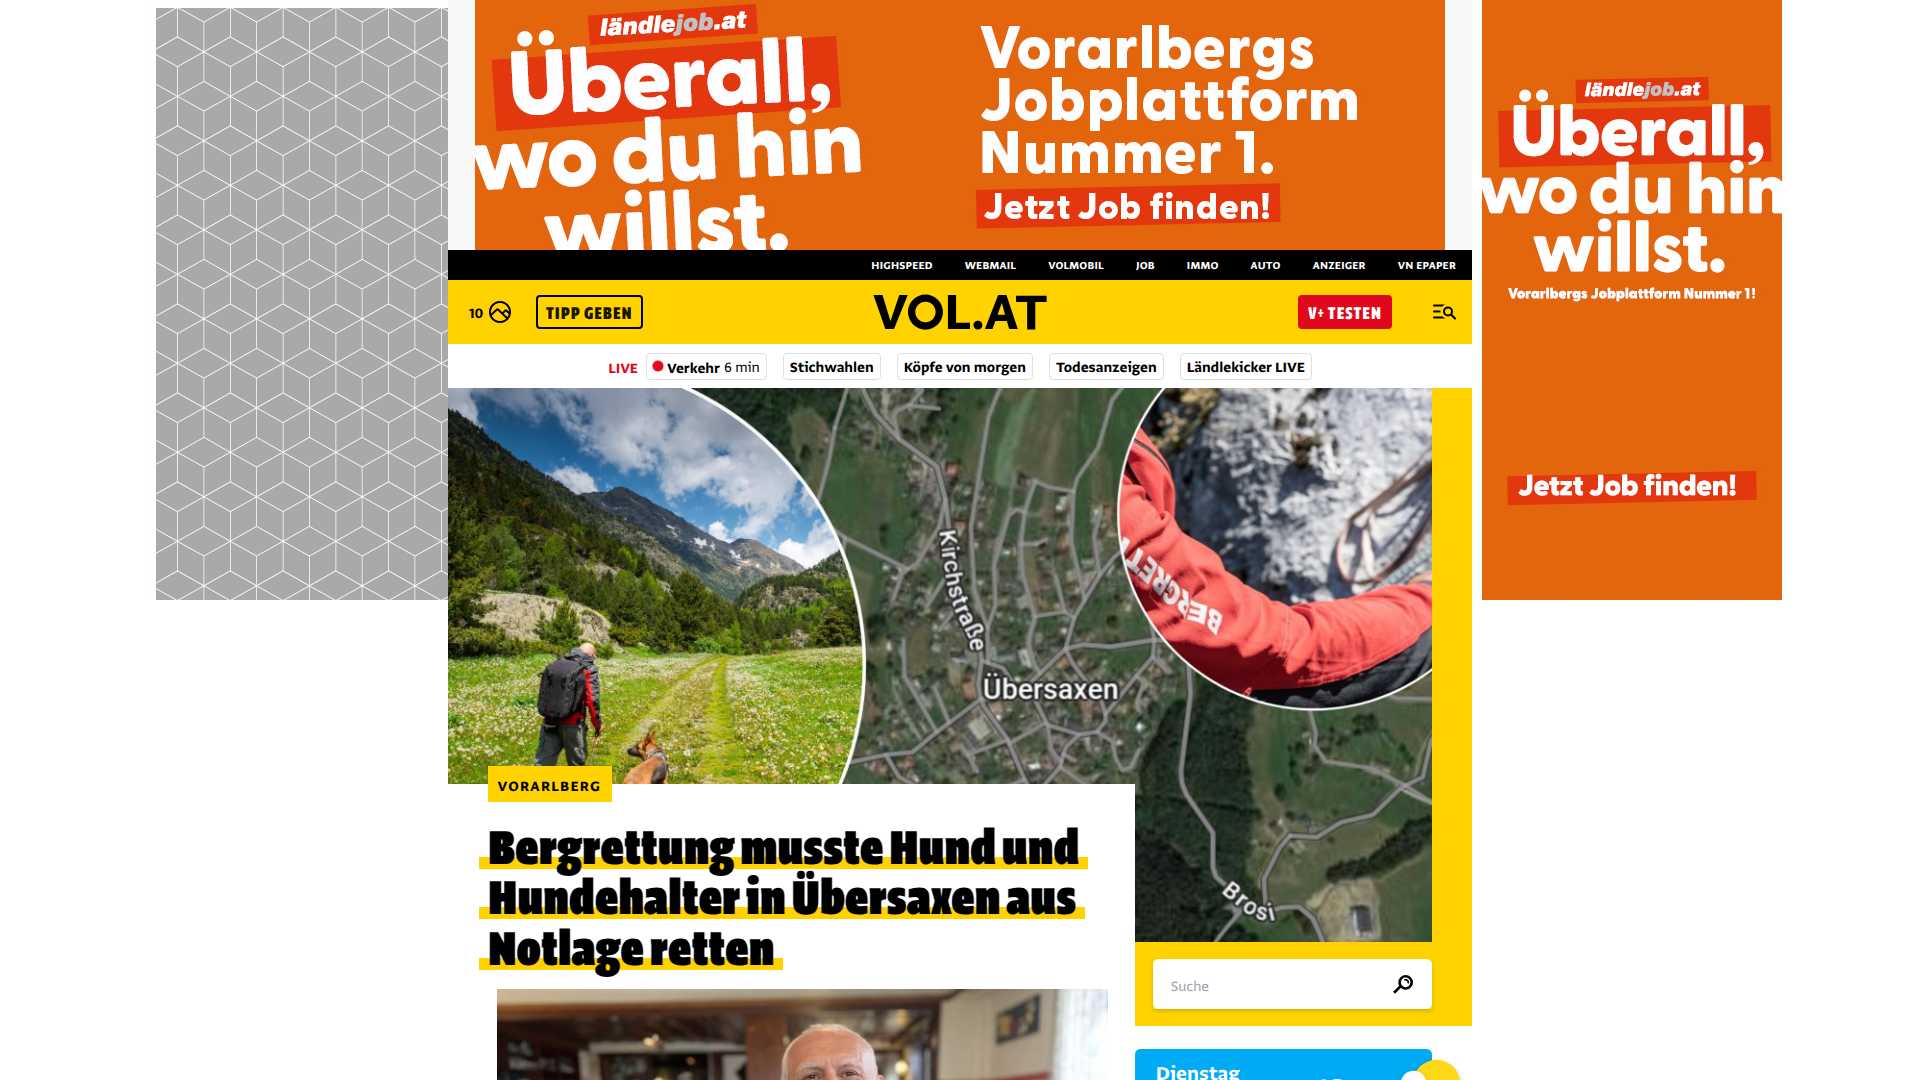 ländlejob.at
Überall,
wo du hin
willst.
Vorarlbergs
Jobplattform
Nummer 1.
Jetzt Job finden!
ländlejob.at
Überall,
wo du hin
willst.
Vorarlbergs Jobplattform Nummer 1!
Jetzt Job finden!
HIGHSPEED WEBMAIL VOLMOBIL JOB IMMO AUTO ANZEIGER VN EPAPER
10 TIPP GEBEN VOL.AT V+ TESTEN
LIVE Verkehr 6 min Stichwahlen Köpfe von morgen Todesanzeigen Ländlekicker LIVE
Kirchstraße
BERGRET
Übersaxen
Brosi
VORARLBERG
Bergrettung musste Hund und
Hundehalter in Übersaxen aus
Notlage retten
Suche
Dienstag